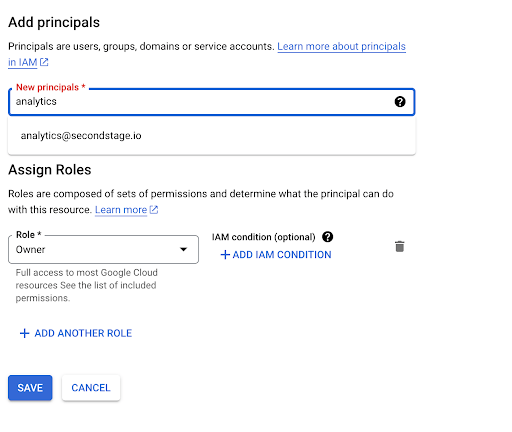 Add principals
Principals are users, groups, domains or service accounts. Learn more about principals
in IAM
New principals *
analytics
analytics@secondstage.io
Assign Roles
Roles are composed of sets of permissions and determine what the principal can do
with this resource. Learn more
Role *
Owner
IAM condition (optional)
+ ADD IAM CONDITION
Full access to most Google Cloud
resources See the list of included
permissions.
+ ADD ANOTHER ROLE
SAVE
CANCEL